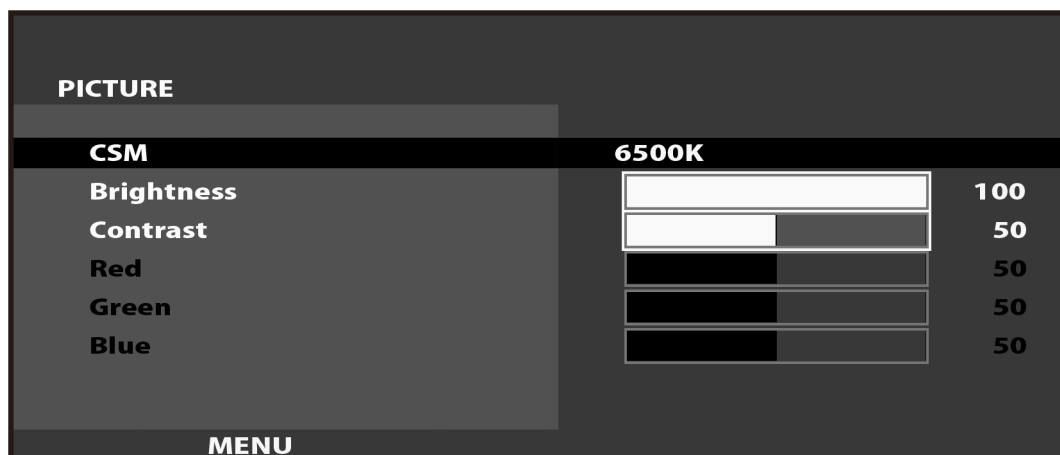 PICTURE
CSM 6500K
Brightness 100
Contrast 50
Red 50
Green 50
Blue 50
MENU